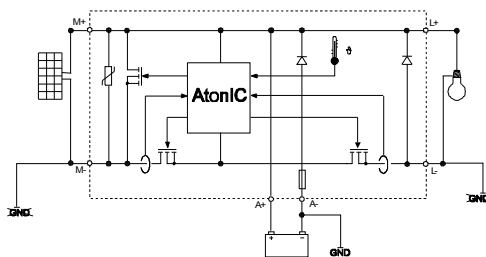 M+
L+
ϑ
AtonIC
M-
L-
A+
A-
GND
GND
GND
+
−